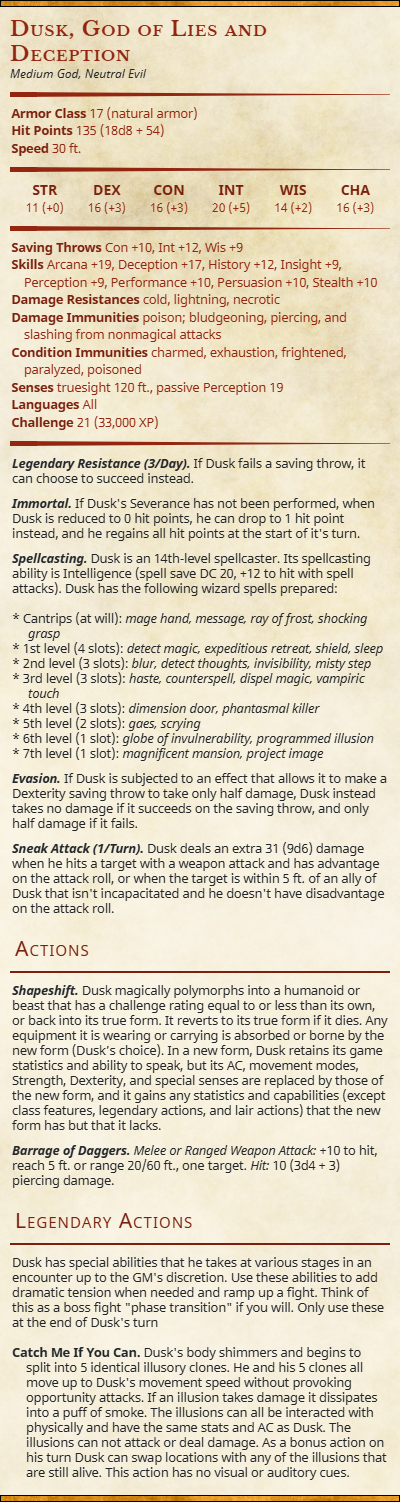 Dusk, God of Lies and
Deception
Medium God, Neutral Evil
Armor Class 17 (natural armor)
Hit Points 135 (18d8 + 54)
Speed 30 ft.
STR DEX CON INT WIS CHA
11 (+0) 16 (+3) 16 (+3) 20 (+5) 14 (+2) 16 (+3)
Saving Throws Con +10, Int +12, Wis +9
Skills Arcana +19, Deception +17, History +12, Insight +9,
Perception +9, Performance +10, Persuasion +10, Stealth +10
Damage Resistances cold, lightning, necrotic
Damage Immunities poison; bludgeoning, piercing, and
slashing from nonmagical attacks
Condition Immunities charmed, exhaustion, frightened,
paralyzed, poisoned
Senses truesight 120 ft., passive Perception 19
Languages All
Challenge 21 (33,000 XP)
Legendary Resistance (3/Day). If Dusk fails a saving throw, it
can choose to succeed instead.
Immortal. If Dusk's Severance has not been performed, when
Dusk is reduced to 0 hit points, he can drop to 1 hit point
instead, and he regains all hit points at the start of it's turn.
Spellcasting. Dusk is an 14th-level spellcaster. Its spellcasting
ability is Intelligence (spell save DC 20, +12 to hit with spell
attacks). Dusk has the following wizard spells prepared:
* Cantrips (at will): mage hand, message, ray of frost, shocking
grasp
* 1st level (4 slots): detect magic, expeditious retreat, shield, sleep
* 2nd level (3 slots): blur, detect thoughts, invisibility, misty step
* 3rd level (3 slots): haste, counterspell, dispel magic, vampiric
touch
* 4th level (3 slots): dimension door, phantasmal killer
* 5th level (2 slots): gaes, scrying
* 6th level (1 slot): globe of invulnerability, programmed illusion
* 7th level (1 slot): magnificent mansion, project image
Evasion. If Dusk is subjected to an effect that allows it to make a
Dexterity saving throw to take only half damage, Dusk instead
takes no damage if it succeeds on the saving throw, and only
half damage if it fails.
Sneak Attack (1/Turn). Dusk deals an extra 31 (9d6) damage
when he hits a target with a weapon attack and has advantage
on the attack roll, or when the target is within 5 ft. of an ally of
Dusk that isn't incapacitated and he doesn't have disadvantage
on the attack roll.
Actions
Shapeshift. Dusk magically polymorphs into a humanoid or
beast that has a challenge rating equal to or less than its own,
or back into its true form. It reverts to its true form if it dies. Any
equipment it is wearing or carrying is absorbed or borne by the
new form (Dusk's choice). In a new form, Dusk retains its game
statistics and ability to speak, but its AC, movement modes,
Strength, Dexterity, and special senses are replaced by those of
the new form, and it gains any statistics and capabilities (except
class features, legendary actions, and lair actions) that the new
form has but that it lacks.
Barrage of Daggers. Melee or Ranged Weapon Attack: +10 to hit,
reach 5 ft. or range 20/60 ft., one target. Hit: 10 (3d4 + 3)
piercing damage.
Legendary Actions
Dusk has special abilities that he takes at various stages in an
encounter up to the GM's discretion. Use these abilities to add
dramatic tension when needed and ramp up a fight. Think of
this as a boss fight "phase transition" if you will. Only use these
at the end of Dusk's turn
Catch Me If You Can. Dusk's body shimmers and begins to
split into 5 identical illusory clones. He and his 5 clones all
move up to Dusk's movement speed without provoking
opportunity attacks. If an illusion takes damage it dissipates
into a puff of smoke. The illusions can all be interacted with
physically and have the same stats and AC as Dusk. The
illusions can not attack or deal damage. As a bonus action on
his turn Dusk can swap locations with any of the illusions that
are still alive. This action has no visual or auditory cues.